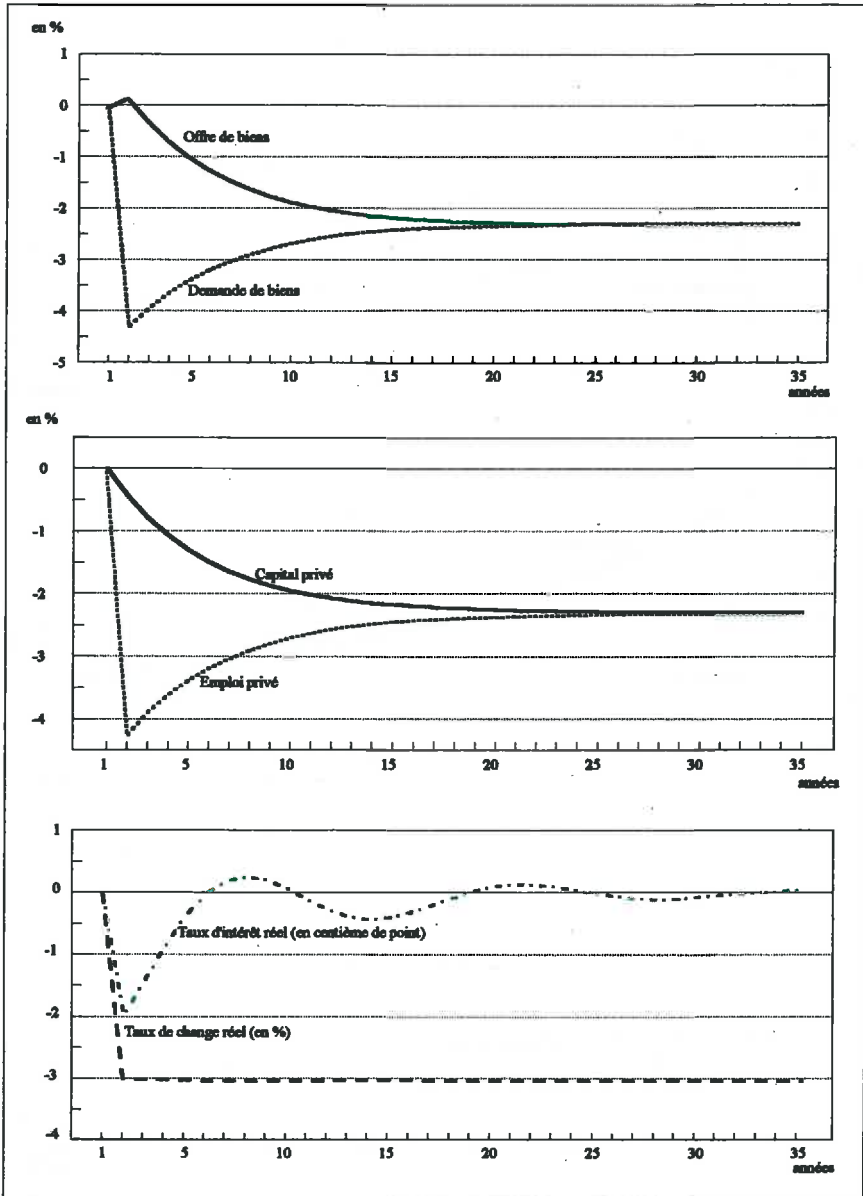 en %
1
0
Offre de biens
-1
-2
-3
Demande de biens
-4
-5
1 5 10 15 20 25 30 35
années
en %
0
-1
Capital privé
-2
-3
Emploi privé
-4
1 5 10 15 20 25 30 35
années
1
0
Taux d'intérêt réel (en centième de point)
-1
-2
Taux de change réel (en %)
-3
-4
1 5 10 15 20 25 30 35
années